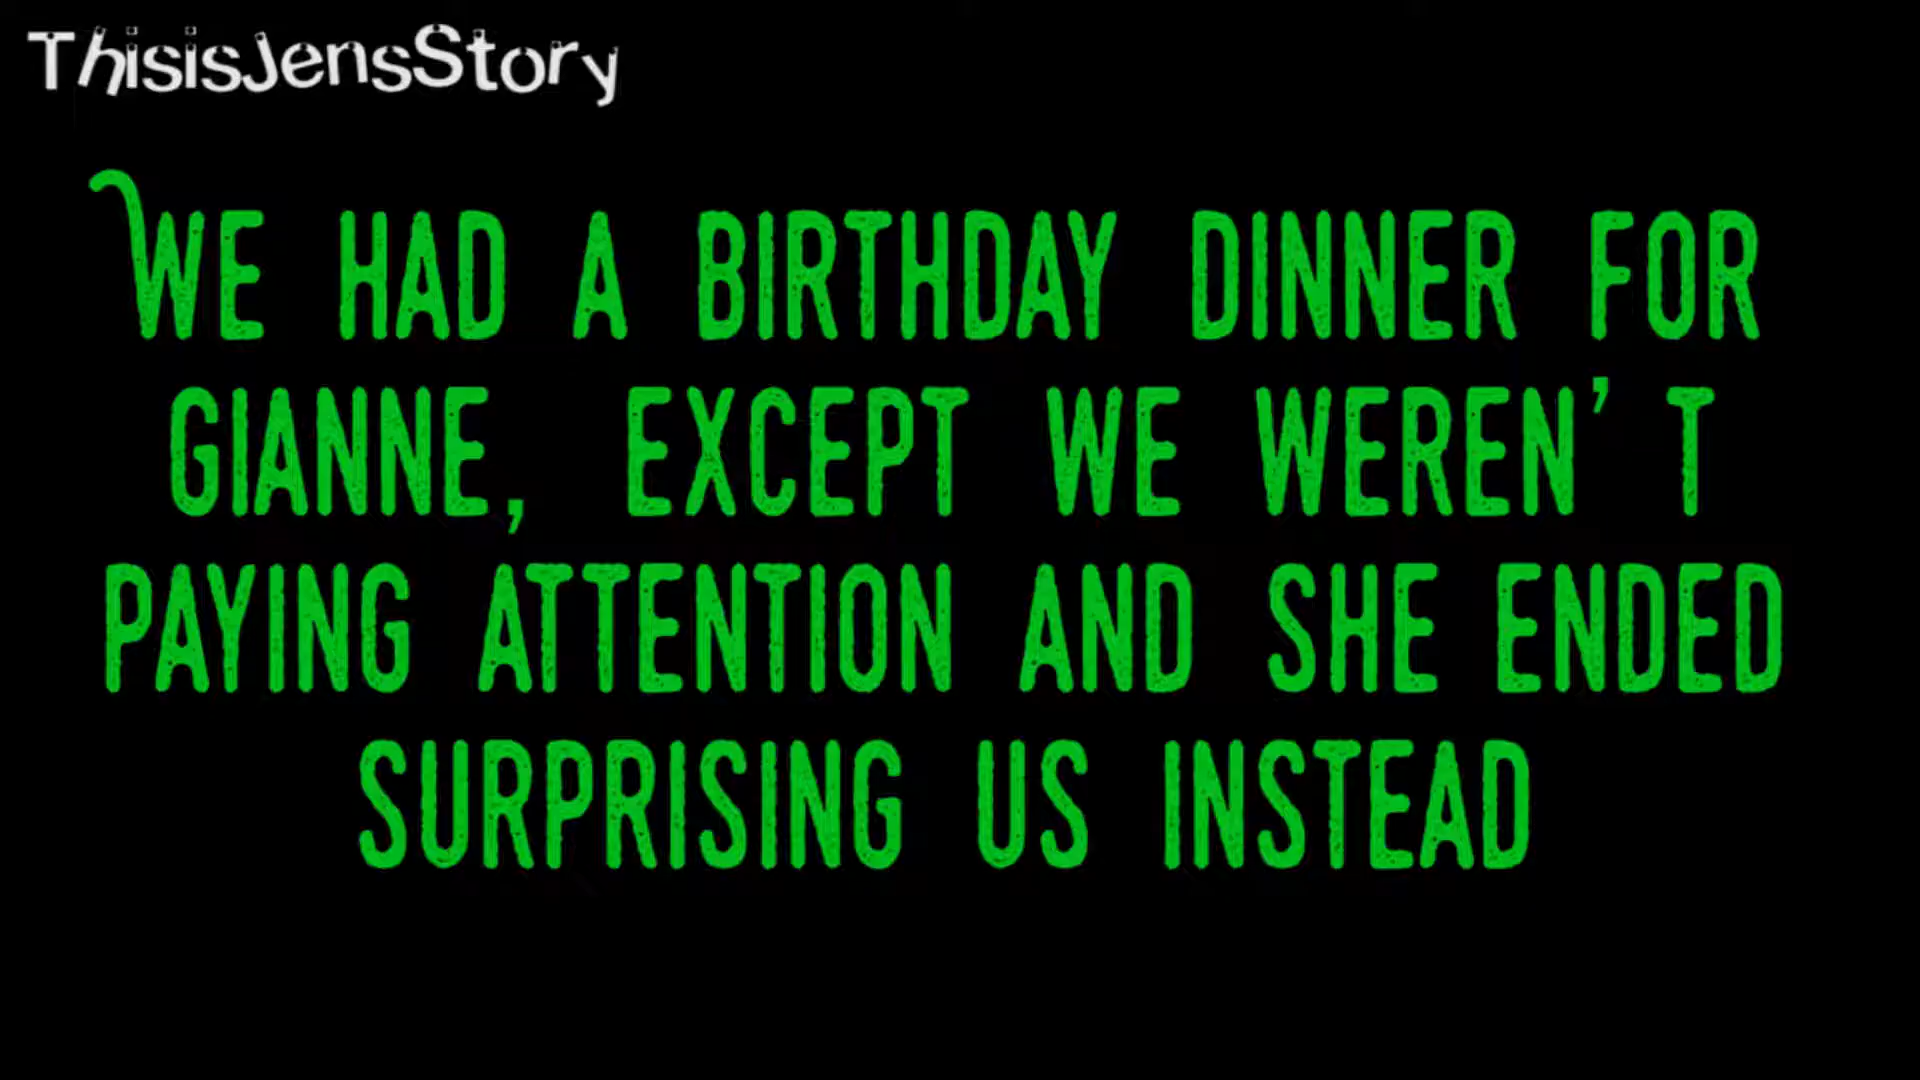 ThisisJensStory
WE HAD A BIRTHDAY DINNER FOR
GIANNE, EXCEPT WE WEREN'T
PAYING ATTENTION AND SHE ENDED
SURPRISING US INSTEAD